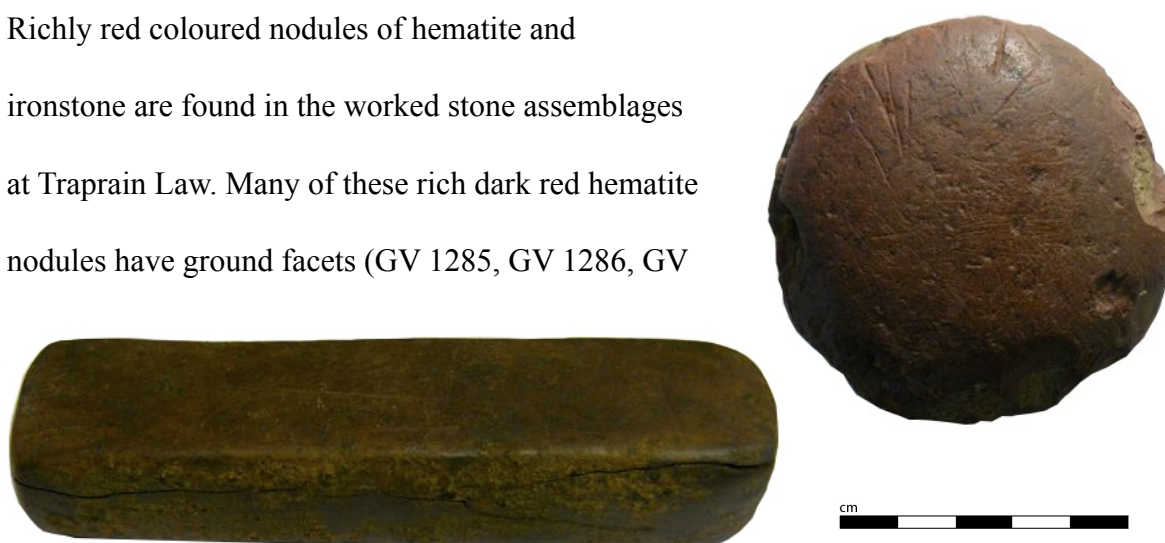 Richly red coloured nodules of hematite and
ironstone are found in the worked stone assemblages
at Traprain Law. Many of these rich dark red hematite
nodules have ground facets (GV 1285, GV 1286, GV
cm